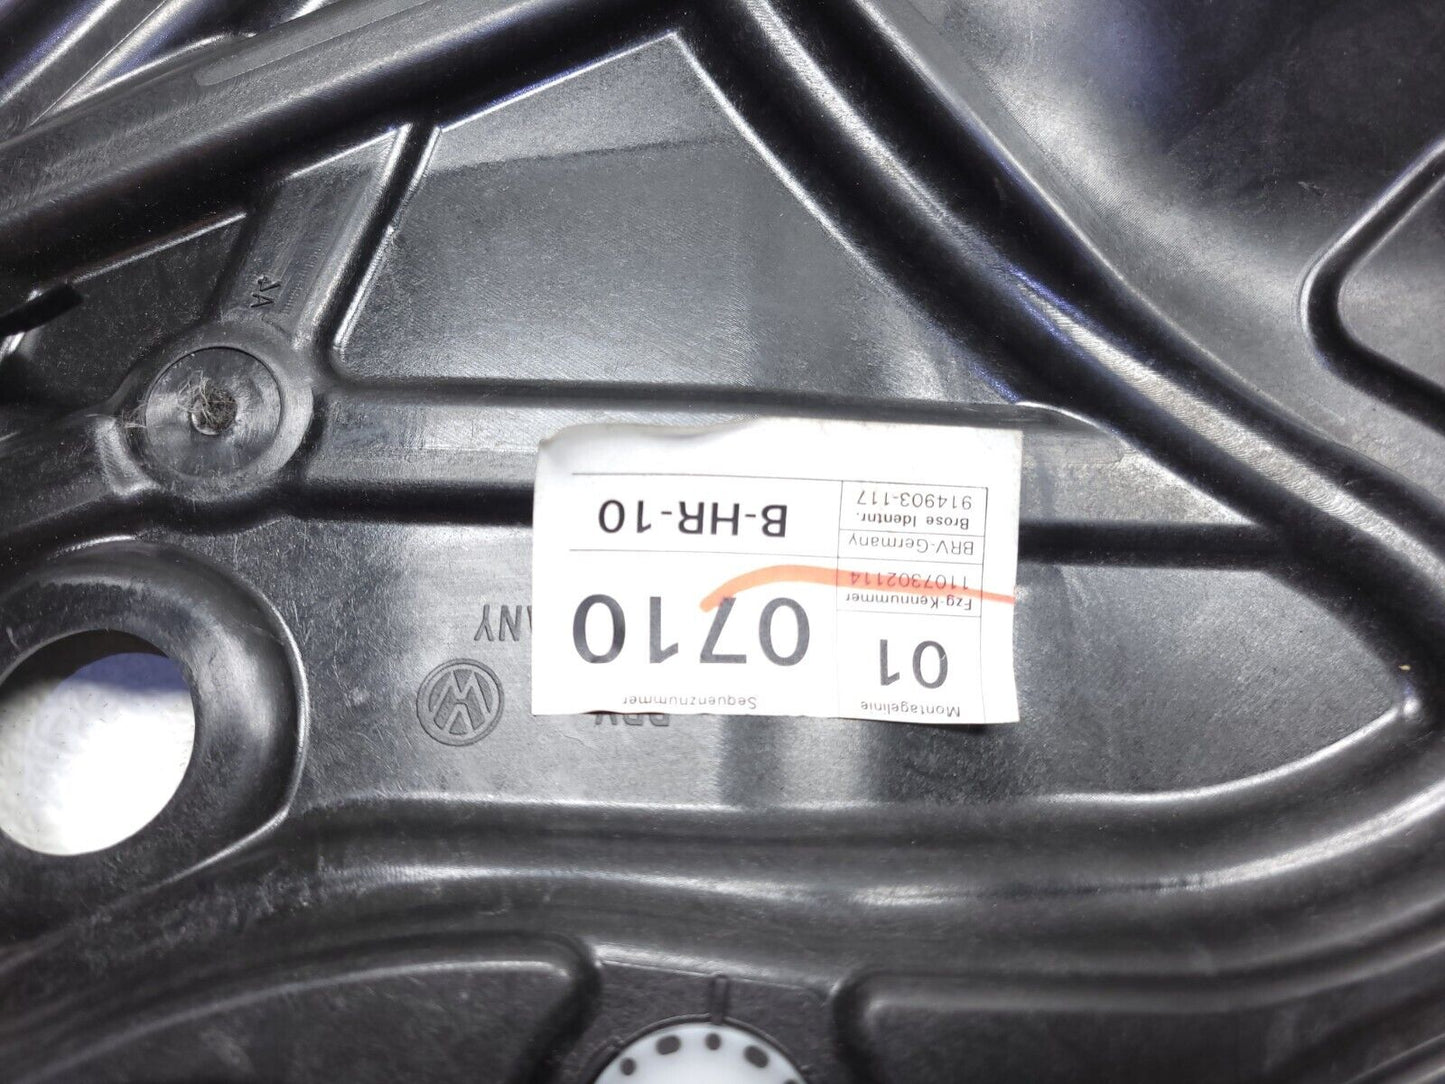 Montagelinie
01
Sequenznummer
0710
Fzg-Kennummer
1107302114
BRV-Germany
Brose Identnr.
914903-117
B-HR-10